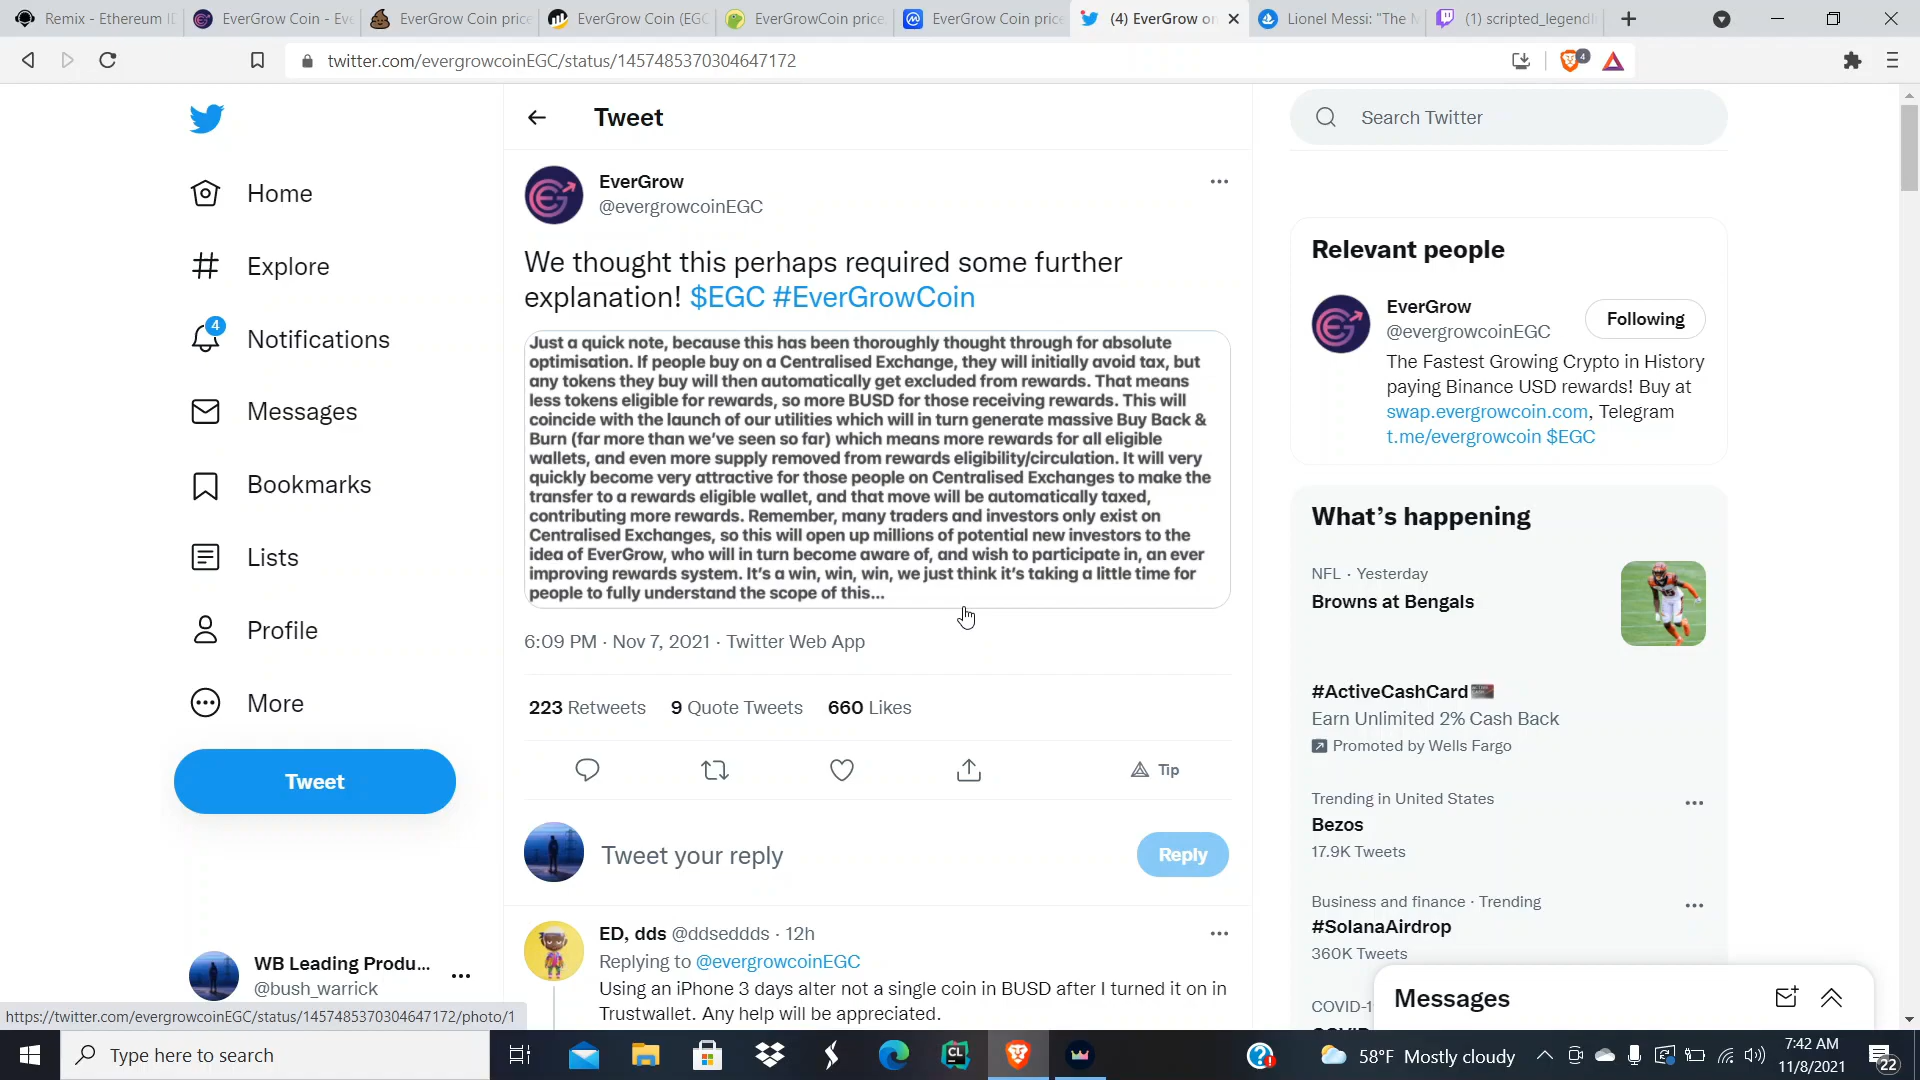 Remix - Ethereum I
EverGrow Coin - Eve
EverGrow Coin price
EverGrow Coin (EGC
EverGrowCoin price
EverGrow Coin price
(4) EverGrow on
Lionel Messi: "The M
(1) scripted_legend
twitter.com/evergrowcoinEGC/status/1457485370304647172
4
Home
Explore
4
Notifications
Messages
Bookmarks
Lists
Profile
More
Tweet
WB Leading Produ...
@bush_warrick
https://twitter.com/evergrowcoinEGC/status/1457485370304647172/photo/1
Tweet
EverGrow
@evergrowcoinEGC
We thought this perhaps required some further
explanation! $EGC #EverGrowCoin
Just a quick note, because this has been thoroughly thought through for absolute
optimisation. If people buy on a Centralised Exchange, they will initially avoid tax, but
any tokens they buy will then automatically get excluded from rewards. That means
less tokens eligible for rewards, so more BUSD for those receiving rewards. This will
coincide with the launch of our utilities which will in turn generate massive Buy Back &
Burn (far more than we've seen so far) which means more rewards for all eligible
wallets, and even more supply removed from rewards eligibility/circulation. It will very
quickly become very attractive for those people on Centralised Exchanges to make the
transfer to a rewards eligible wallet, and that move will be automatically taxed,
contributing more rewards. Remember, many traders and investors only exist on
Centralised Exchanges, so this will open up millions of potential new investors to the
idea of EverGrow, who will in turn become aware of, and wish to participate in, an ever
improving rewards system. It's a win, win, win, we just think it's taking a little time for
people to fully understand the scope of this...
6:09 PM · Nov 7, 2021 · Twitter Web App
223 Retweets 9 Quote Tweets 660 Likes
Tip
Tweet your reply
Reply
ED, dds @ddseddds · 12h
Replying to @evergrowcoinEGC
Using an iPhone 3 days alter not a single coin in BUSD after I turned it on in
Trustwallet. Any help will be appreciated.
Search Twitter
Relevant people
EverGrow
@evergrowcoinEGC
Following
The Fastest Growing Crypto in History
paying Binance USD rewards! Buy at
swap.evergrowcoin.com, Telegram
t.me/evergrowcoin $EGC
What's happening
NFL · Yesterday
Browns at Bengals
#ActiveCashCard
Earn Unlimited 2% Cash Back
Promoted by Wells Fargo
Trending in United States
Bezos
17.9K Tweets
Business and finance · Trending
#SolanaAirdrop
360K Tweets
COVID-1
Messages
Type here to search
CL
58°F Mostly cloudy
7:42 AM
11/8/2021
22